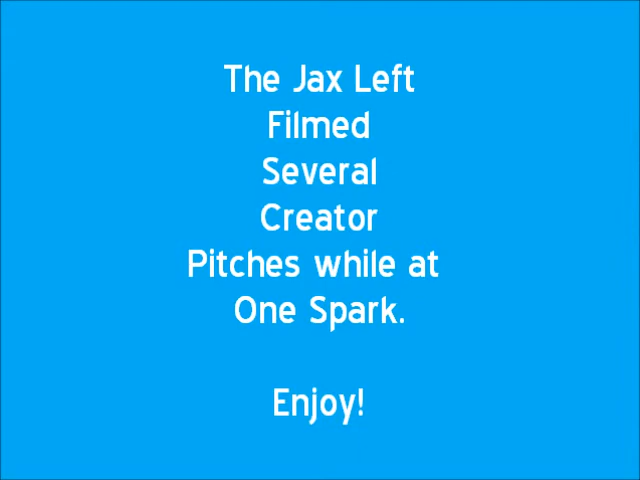 The Jax Left
Filmed
Several
Creator
Pitches while at
One Spark.
Enjoy!